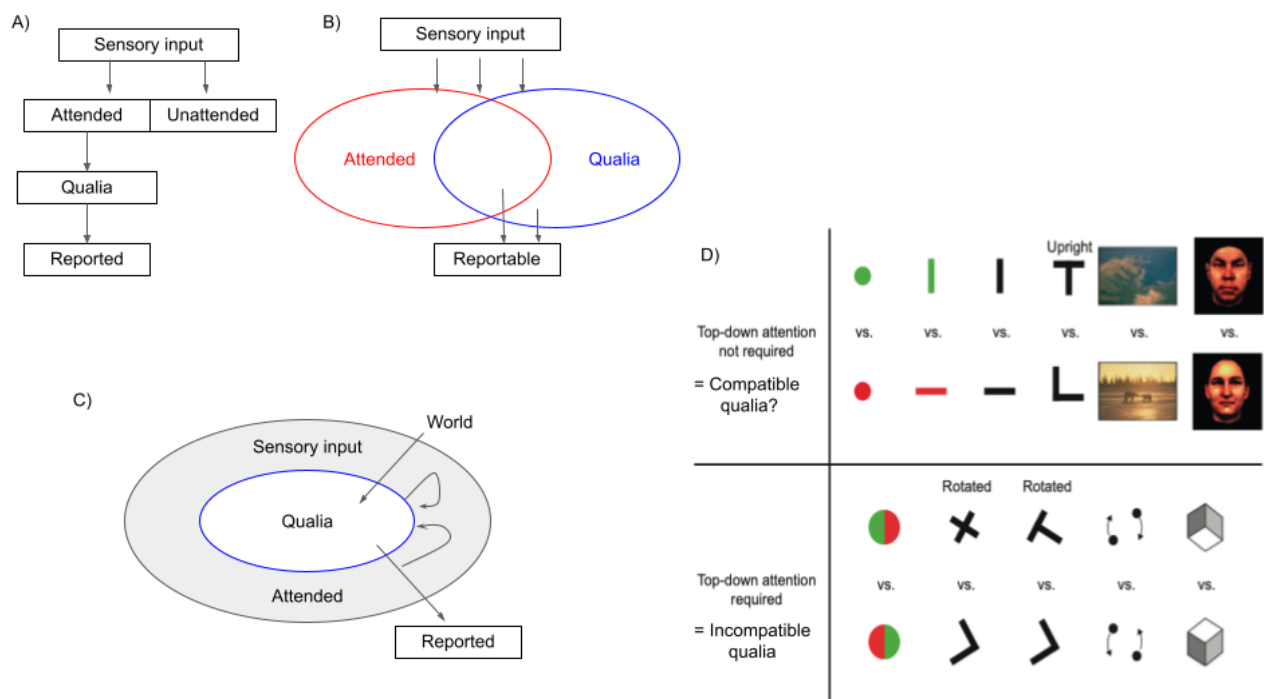 A)
Sensory input
Attended
Unattended
Qualia
Reported
B)
Sensory input
Attended
Qualia
Reportable
C)
World
Sensory input
Qualia
Attended
Reported
D)
Upright
Top-down attention
not required
vs.
vs.
vs.
vs.
vs.
vs.
= Compatible
qualia?
Rotated
Rotated
Top-down attention
required
vs.
vs.
vs.
vs.
vs.
= Incompatible
qualia